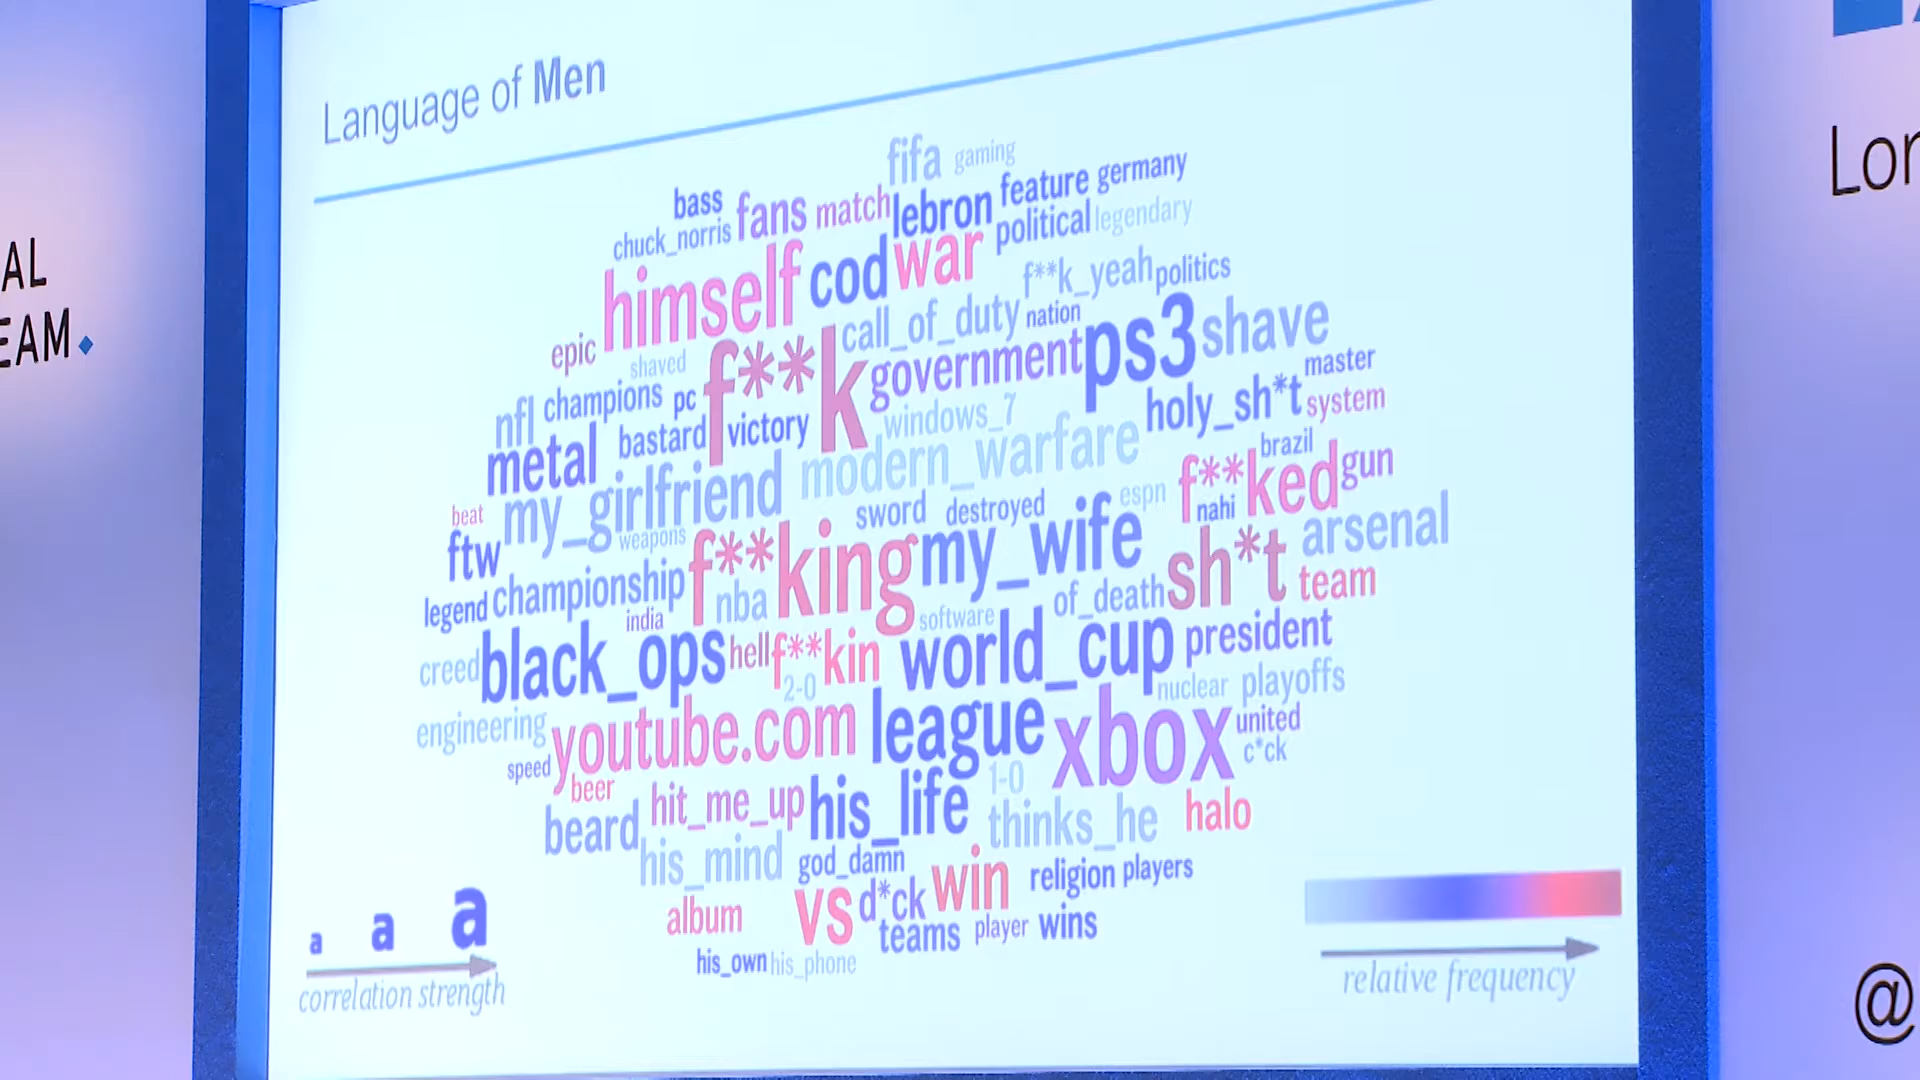 AL
EAM
Language of Men
fifa gaming
bass fans match lebron feature germany
chuck_norris political legendary
himself cod war f**k_yeah politics
epic shaved call_of_duty nation ps3 shave
nfl champions pc f**k government master
metal bastard victory windows_7 holy_sh*t system
my_girlfriend modern_warfare brazil
beat sword destroyed espn f**ked gun
ftw weapons f**king my_wife nahi arsenal
legend championship nba of_death sh*t team
india software
creed black_ops hell f**kin world_cup president
2-0 nuclear playoffs
engineering youtube.com league xbox united
speed c*ck
beer hit_me_up his_life 1-0 halo
beard thinks_he
his_mind god_damn win religion players
album vs d*ck
teams player wins
his_own his_phone
a a a
correlation strength
relative frequency
Lor
@